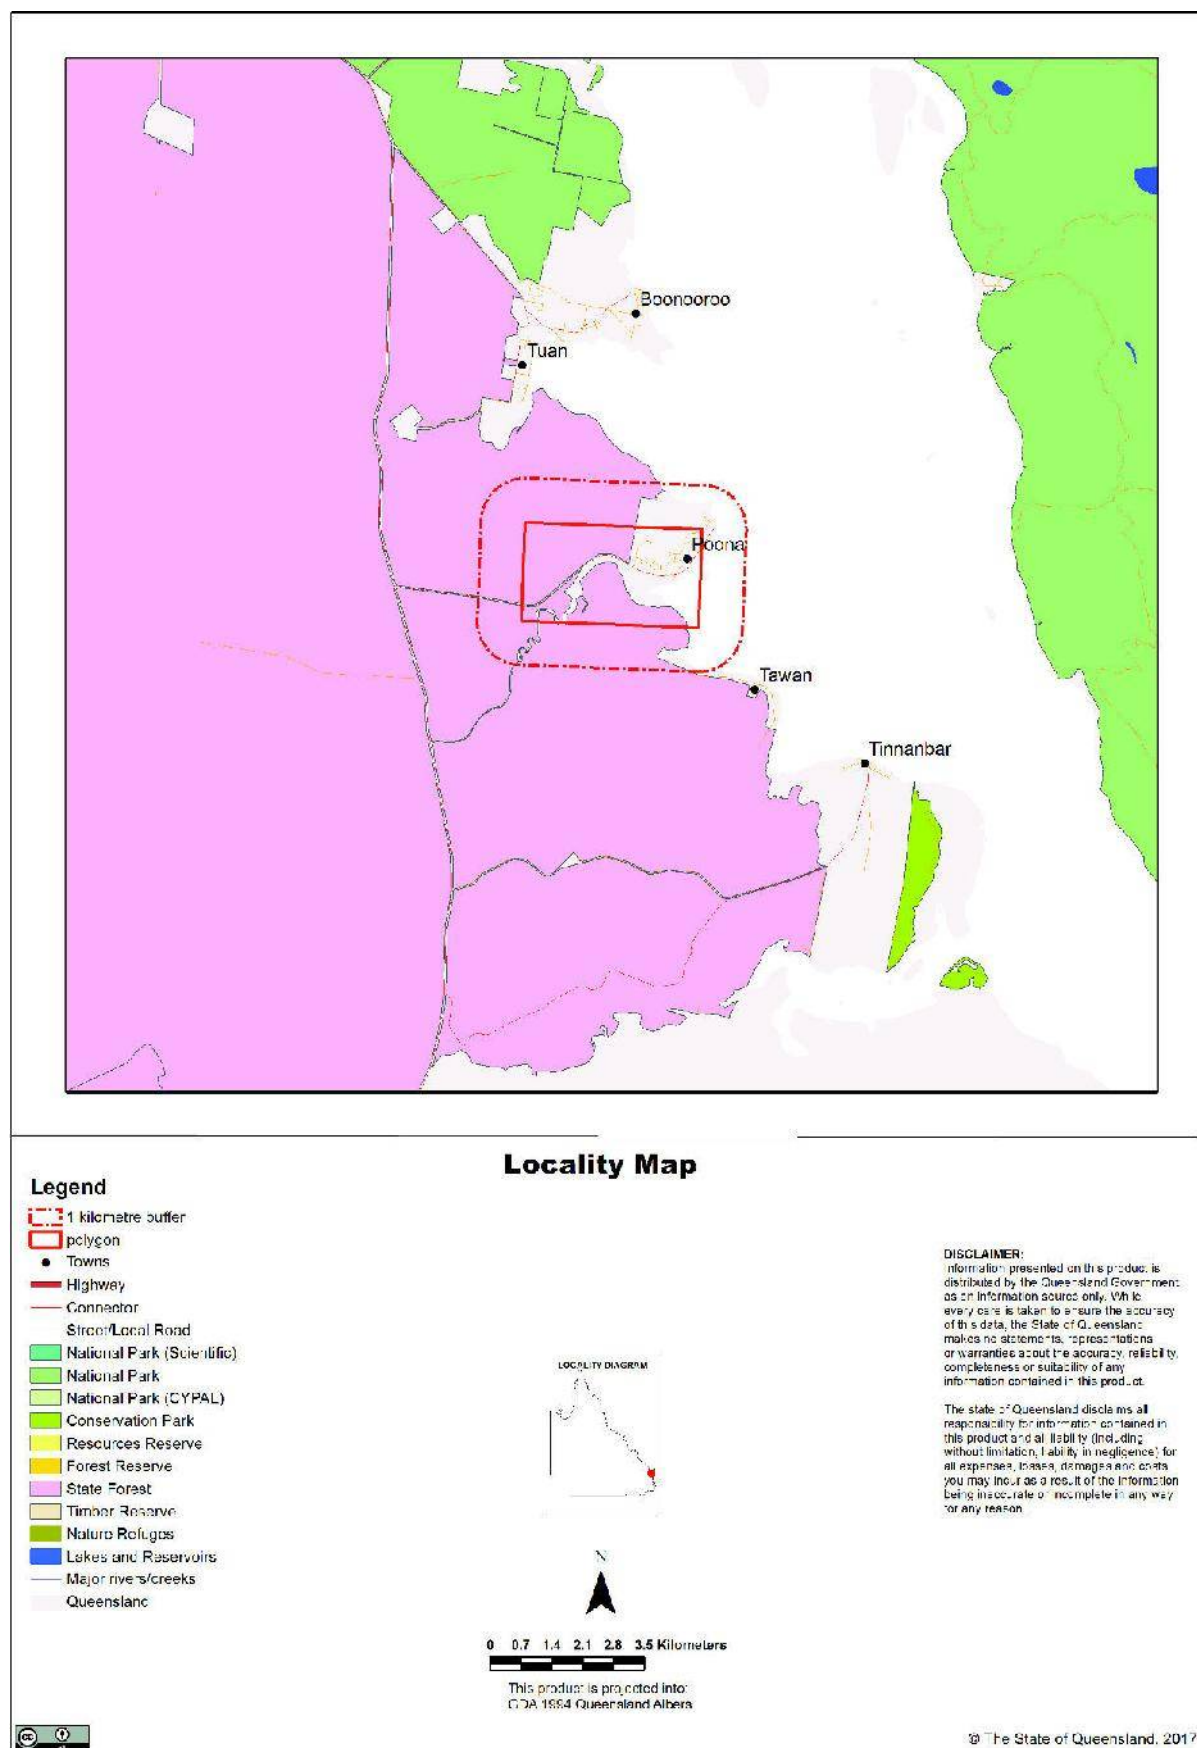 Boonooroo
Tuan
Poona
Tawan
Tinnanbar
Locality Map
Legend
1 kilometre buffer
polygon
Towns
Highway
Connector
Street/Local Road
National Park (Scientific)
National Park
National Park (CYPAL)
Conservation Park
Resources Reserve
Forest Reserve
State Forest
Timber Reserve
Nature Refuges
Lakes and Reservoirs
Major rivers/creeks
Queensland
LOCALITY DIAGRAM
N
0 0.7 1.4 2.1 2.8 3.5 Kilometers
This product is projected into:
GDA 1994 Queensland Albers
DISCLAIMER:
Information presented on this product is
distributed by the Queensland Government
as an information source only. While
every care is taken to ensure the accuracy
of this data, the State of Queensland
makes no statements, representations
or warranties about the accuracy, reliability,
completeness or suitability of any
information contained in this product.
The state of Queensland disclaims all
responsibility for information contained in
this product and all liability (including
without limitation, liability in negligence) for
all expenses, losses, damages and costs
you may incur as a result of the information
being inaccurate or incomplete in any way
for any reason.
cc
© The State of Queensland, 2017